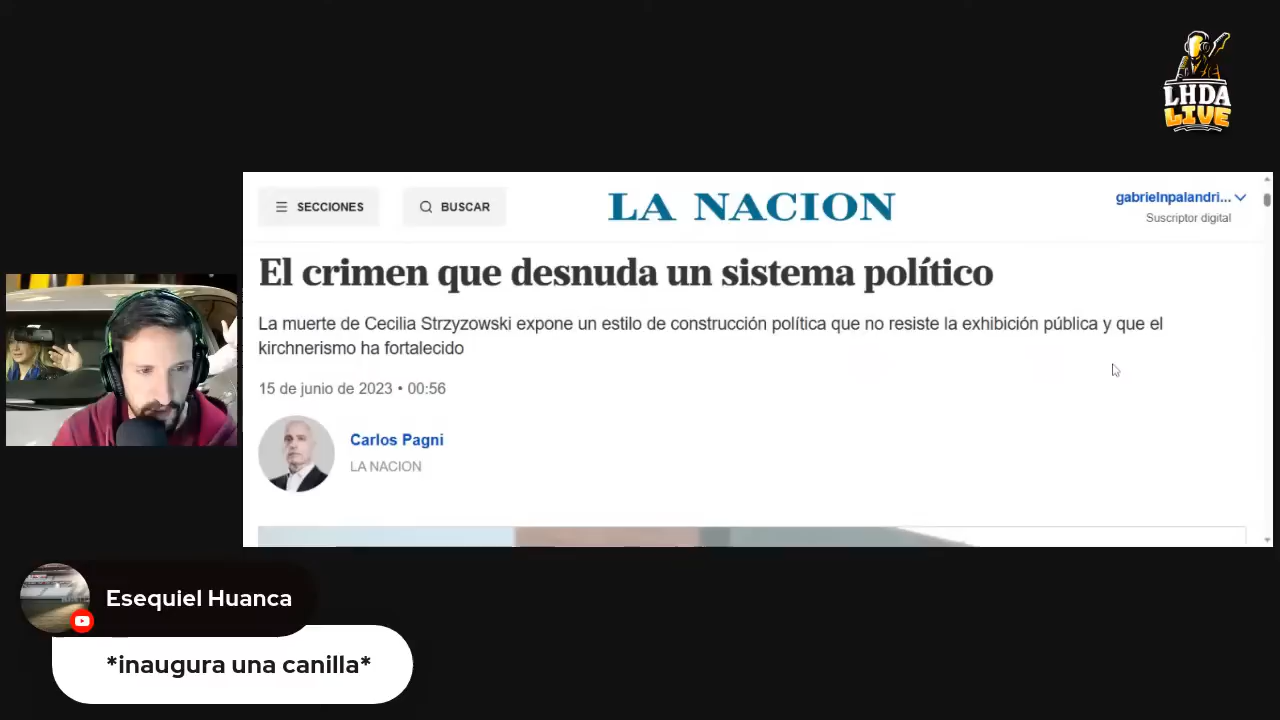 LHDA
LIVE
SECCIONES
BUSCAR
LA NACION
gabrielnpalandri...
Suscriptor digital
El crimen que desnuda un sistema político
La muerte de Cecilia Strzyzowski expone un estilo de construcción política que no resiste la exhibición pública y que el
kirchnerismo ha fortalecido
15 de junio de 2023 • 00:56
Carlos Pagni
LA NACION
Esequiel Huanca
*inaugura una canilla*